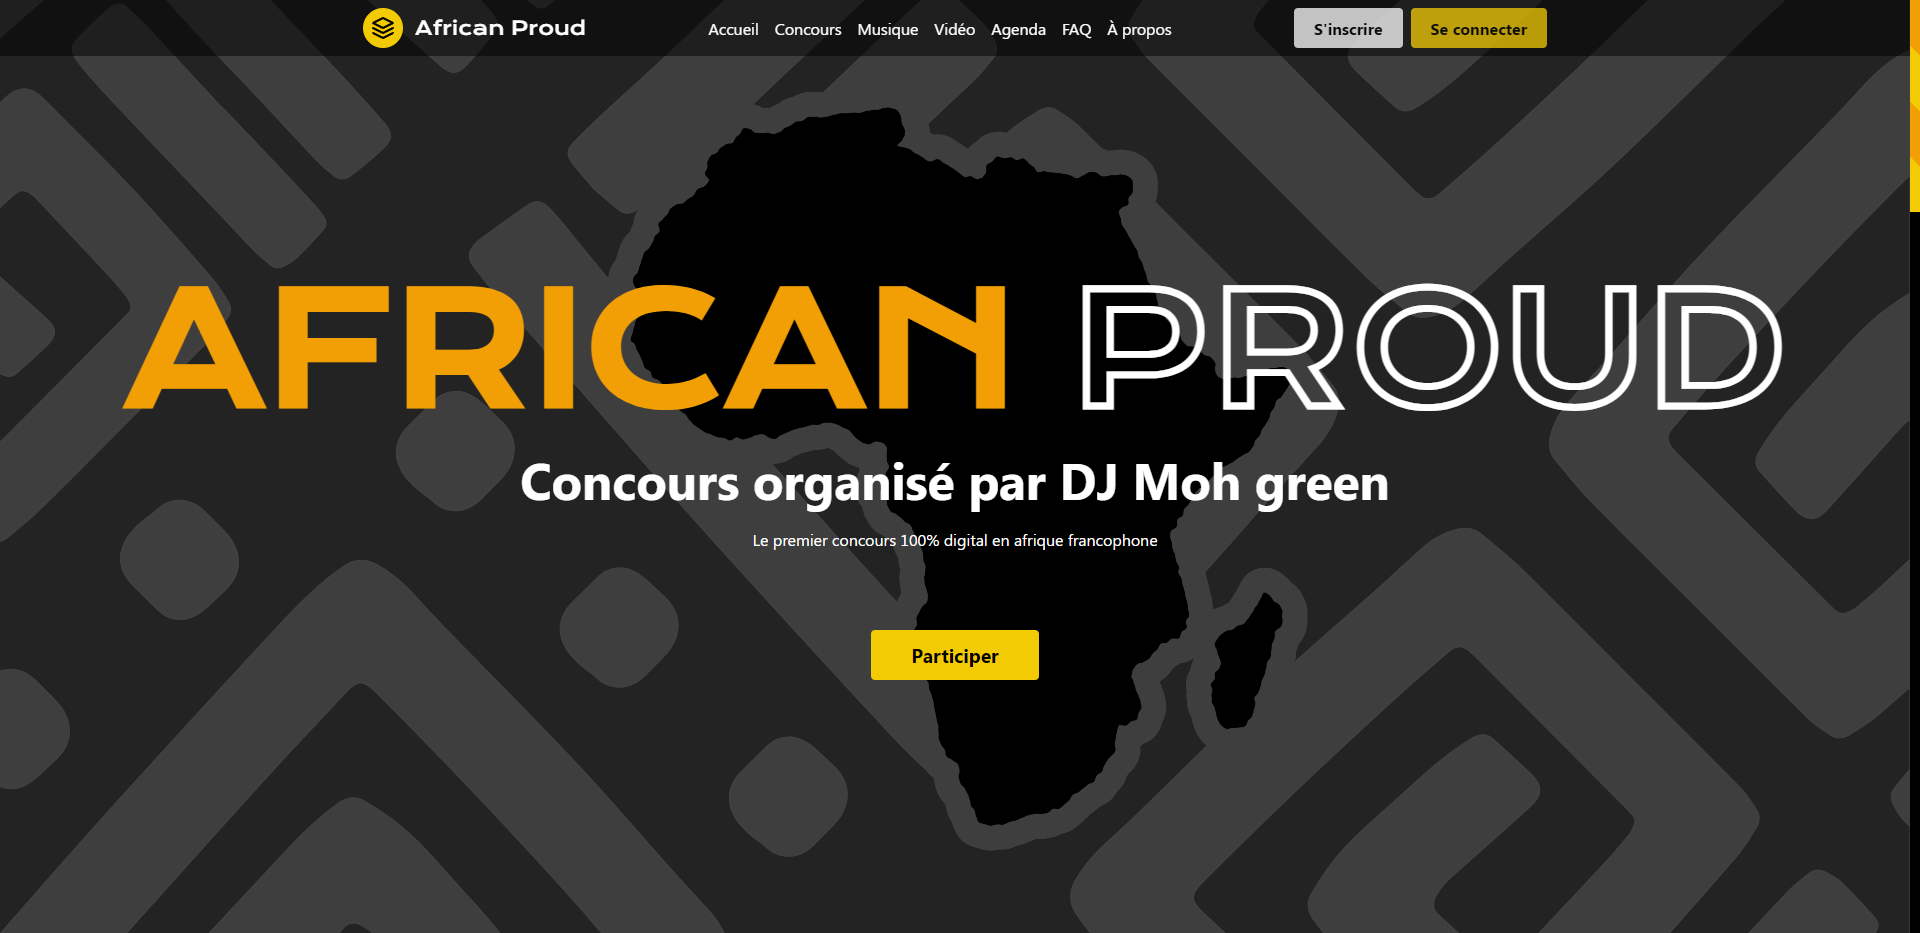 African Proud
Accueil Concours Musique Vidéo Agenda FAQ À propos
S'inscrire Se connecter
AFRICAN PROUD
Concours organisé par DJ Moh green
Le premier concours 100% digital en afrique francophone
Participer